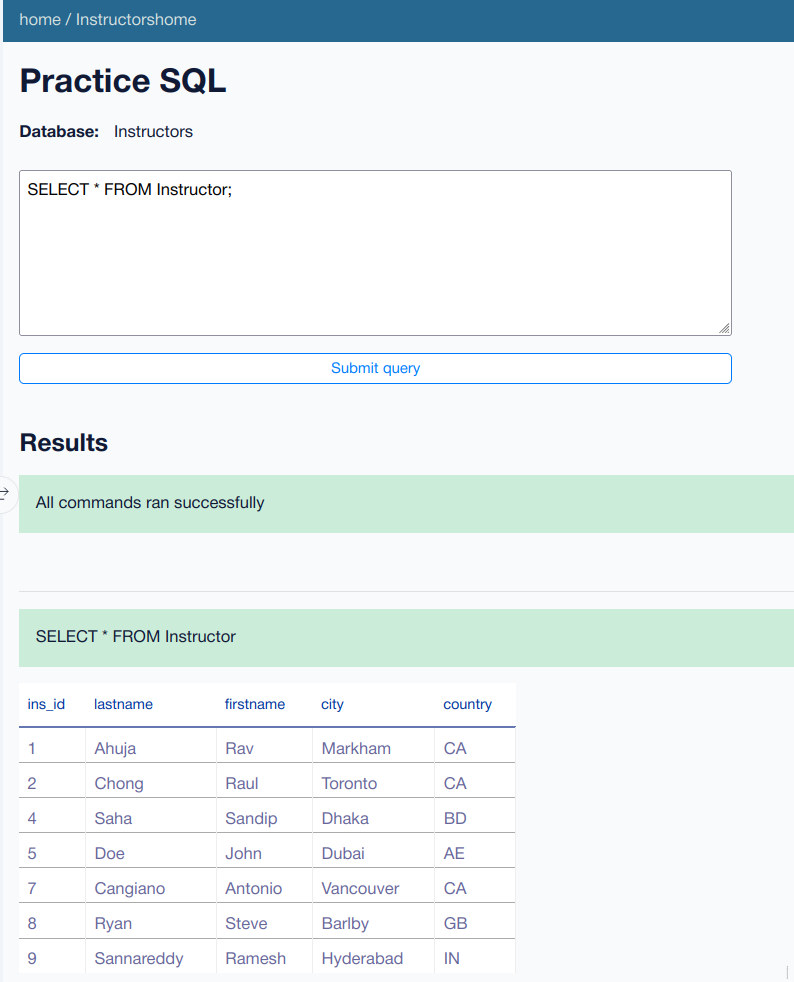 home / Instructorshome
Practice SQL
Database: Instructors
SELECT * FROM Instructor;
Submit query
Results
All commands ran successfully
SELECT * FROM Instructor
ins_id lastname firstname city country
1 Ahuja Rav Markham CA
2 Chong Raul Toronto CA
4 Saha Sandip Dhaka BD
5 Doe John Dubai AE
7 Cangiano Antonio Vancouver CA
8 Ryan Steve Barlby GB
9 Sannareddy Ramesh Hyderabad IN